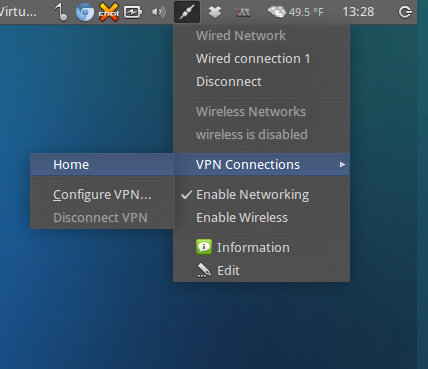 Virtu...
49.5 °F
13:28
Wired Network
Wired connection 1
Disconnect
Wireless Networks
wireless is disabled
VPN Connections
Enable Networking
Enable Wireless
Information
Edit
Home
Configure VPN...
Disconnect VPN